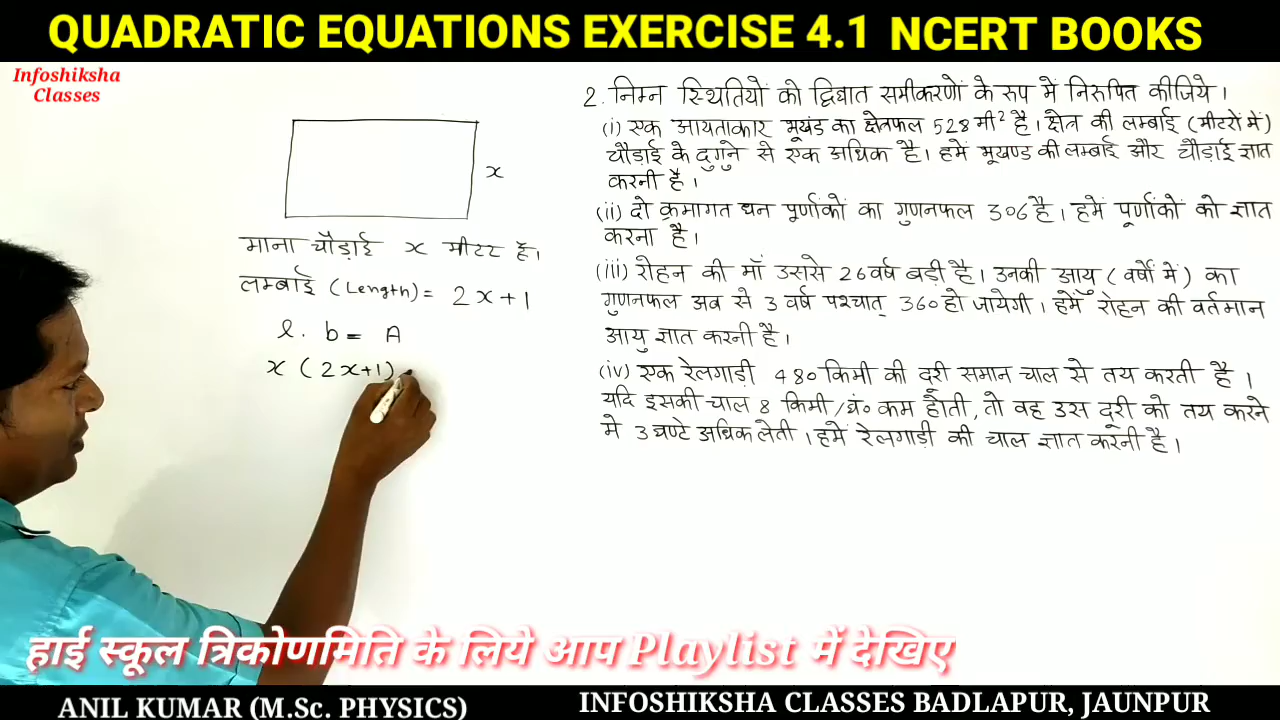 QUADRATIC EQUATIONS EXERCISE 4.1 NCERT BOOKS
Infoshiksha
Classes
x
माना चौड़ाई x मीटर है।
लम्बाई (Length) = 2x+1
l. b = A
x (2x+1)
2. निम्न स्थितियों को द्विघात समीकरणों के रूप में निरूपित कीजिये।
(i) एक आयताकार भूखंड का क्षेत्रफल 528 मी² है। क्षेत्र की लम्बाई (मीटरों में)
चौड़ाई के दुगुने से एक अधिक है। हमें भूखण्ड की लम्बाई और चौड़ाई ज्ञात
करनी है।
(ii) दो क्रमागत धन पूर्णांकों का गुणनफल 306 है। हमें पूर्णांकों को ज्ञात
करना है।
(iii) रोहन की माँ उससे 26 वर्ष बड़ी है। उनकी आयु (वर्षों में) का
गुणनफल अब से 3 वर्ष पश्चात् 360 हो जायेगी। हमें रोहन की वर्तमान
आयु ज्ञात करनी है।
(iv) एक रेलगाड़ी 480 किमी की दूरी समान चाल से तय करती है।
यदि इसकी चाल 8 किमी/घं० कम होती, तो वह उस दूरी को तय करने
मे 3 घण्टे अधिक लेती। हमें रेलगाड़ी की चाल ज्ञात करनी है।
हाई स्कूल त्रिकोणमिति के लिये आप Playlist में देखिए
ANIL KUMAR (M.Sc. PHYSICS)
INFOSHIKSHA CLASSES BADLAPUR, JAUNPUR